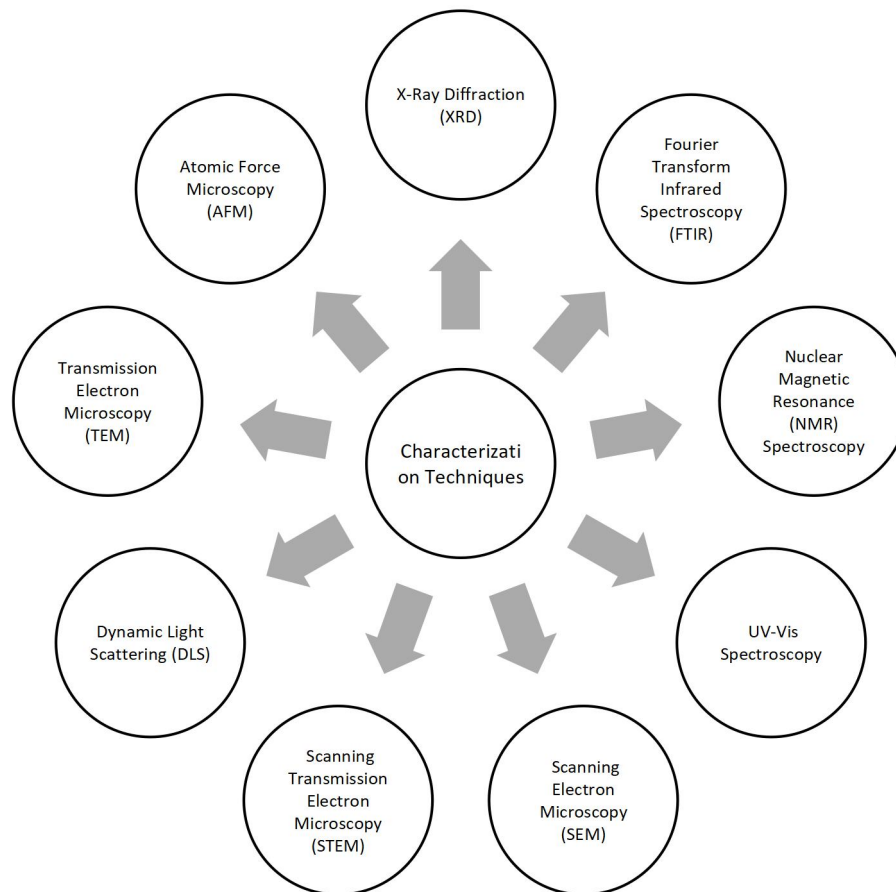 X-Ray Diffraction
(XRD)
Fourier
Transform
Infrared
Spectroscopy
(FTIR)
Nuclear
Magnetic
Resonance
(NMR)
Spectroscopy
UV-Vis
Spectroscopy
Scanning
Electron
Microscopy
(SEM)
Scanning
Transmission
Electron
Microscopy
(STEM)
Dynamic Light
Scattering (DLS)
Transmission
Electron
Microscopy
(TEM)
Atomic Force
Microscopy
(AFM)
Characterizati
on Techniques